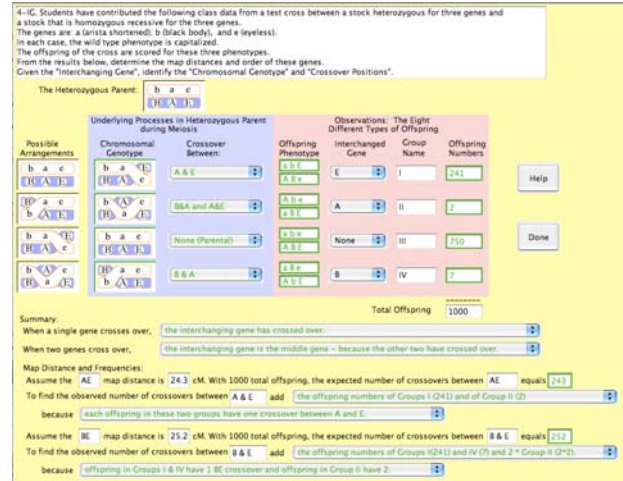 4-IG. Students have contributed the following class data from a test cross between a stock heterozygous for three genes and
a stock that is homozygous recessive for the three genes.
The genes are: a (arista shortened); b (black body), and e (eyeless).
In each case, the wild type phenotype is capitalized.
The offspring of the cross are scored for these three phenotypes.
From the results below, determine the map distances and order of these genes.
Given the "Interchanging Gene", identify the "Chromosomal Genotype" and "Crossover Positions".
The Heterozygous Parent: b a e
(B) (A) (E)
Underlying Processes in Heterozygous Parent during Meiosis
Observations: The Eight Different Types of Offspring
Possible Arrangements
Chromosomal Genotype
Crossover Between:
Offspring Phenotype
Interchanged Gene
Group Name
Offspring Numbers
b a e b a (E) A & E a b E E I 241
(B) (A) (E) (B) (A) e A B e
(B) a e b (A) e B&A and A&E A b e A II 2
b (A) (E) (B) a (E) a B E
b a (E) b a e None (Parental) a b e None III 750
(B) (A) e (B) (A) (E) A B E
b (A) e (B) a e B & A a B e B IV 7
(B) a (E) b (A) (E) A b E
Help
Done
Total Offspring 1000
Summary:
When a single gene crosses over, the interchanging gene has crossed over.
When two genes cross over, the interchanging gene is the middle gene - because the other two have crossed over.
Map Distance and Frequencies:
Assume the AE map distance is 24.3 cM. With 1000 total offspring, the expected number of crossovers between AE equals 243
To find the observed number of crossovers between A & E add the offspring numbers of Groups I (241) and of Group II (2)
because each offspring in these two groups have one crossover between A and E.
Assume the BE map distance is 25.2 cM. With 1000 total offspring, the expected number of crossovers between B & E equals 252
To find the observed number of crossovers between B & E add the offspring numbers of Groups I(241) and IV (7) and 2 * Group II (2*2).
because offspring in Groups I & IV have 1 BE crossover and offspring in Group II have 2.